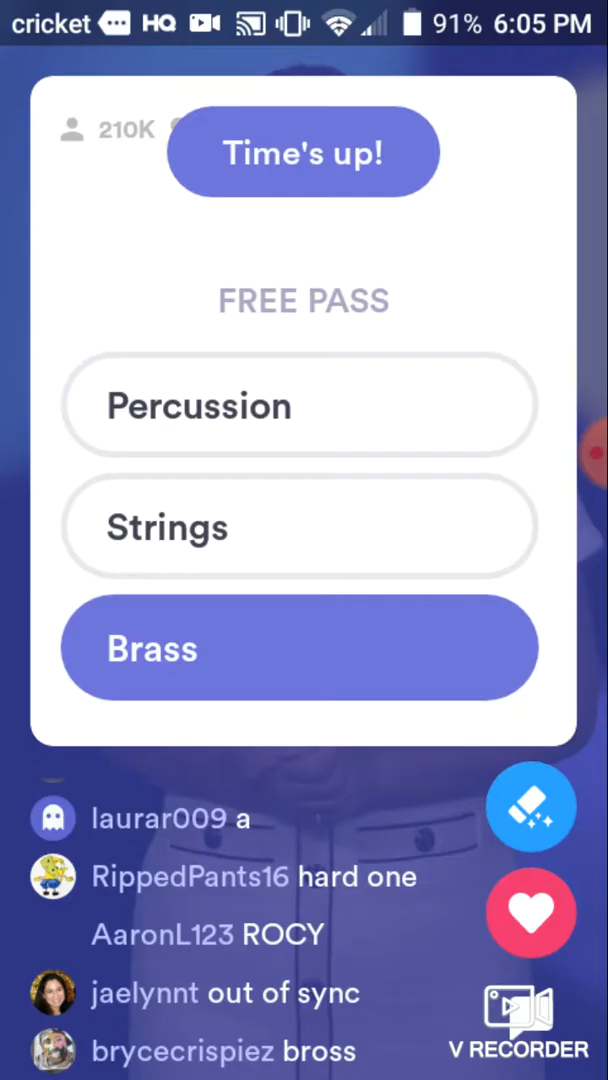 cricket HQ 91% 6:05 PM
210K
Time's up!
FREE PASS
Percussion
Strings
Brass
laurar009 a
RippedPants16 hard one
AaronL123 ROCY
jaelynnt out of sync
brycecrispiez bross
V RECORDER